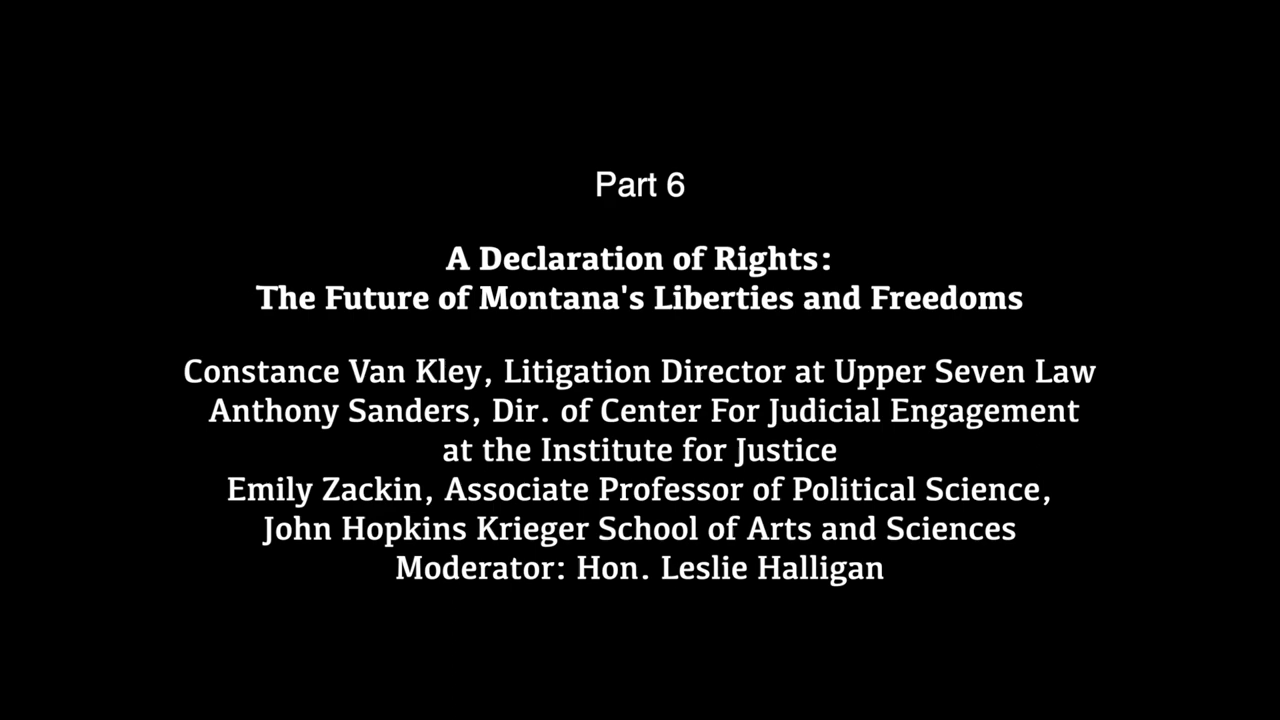 Part 6
A Declaration of Rights:
The Future of Montana's Liberties and Freedoms
Constance Van Kley, Litigation Director at Upper Seven Law
Anthony Sanders, Dir. of Center For Judicial Engagement
at the Institute for Justice
Emily Zackin, Associate Professor of Political Science,
John Hopkins Krieger School of Arts and Sciences
Moderator: Hon. Leslie Halligan